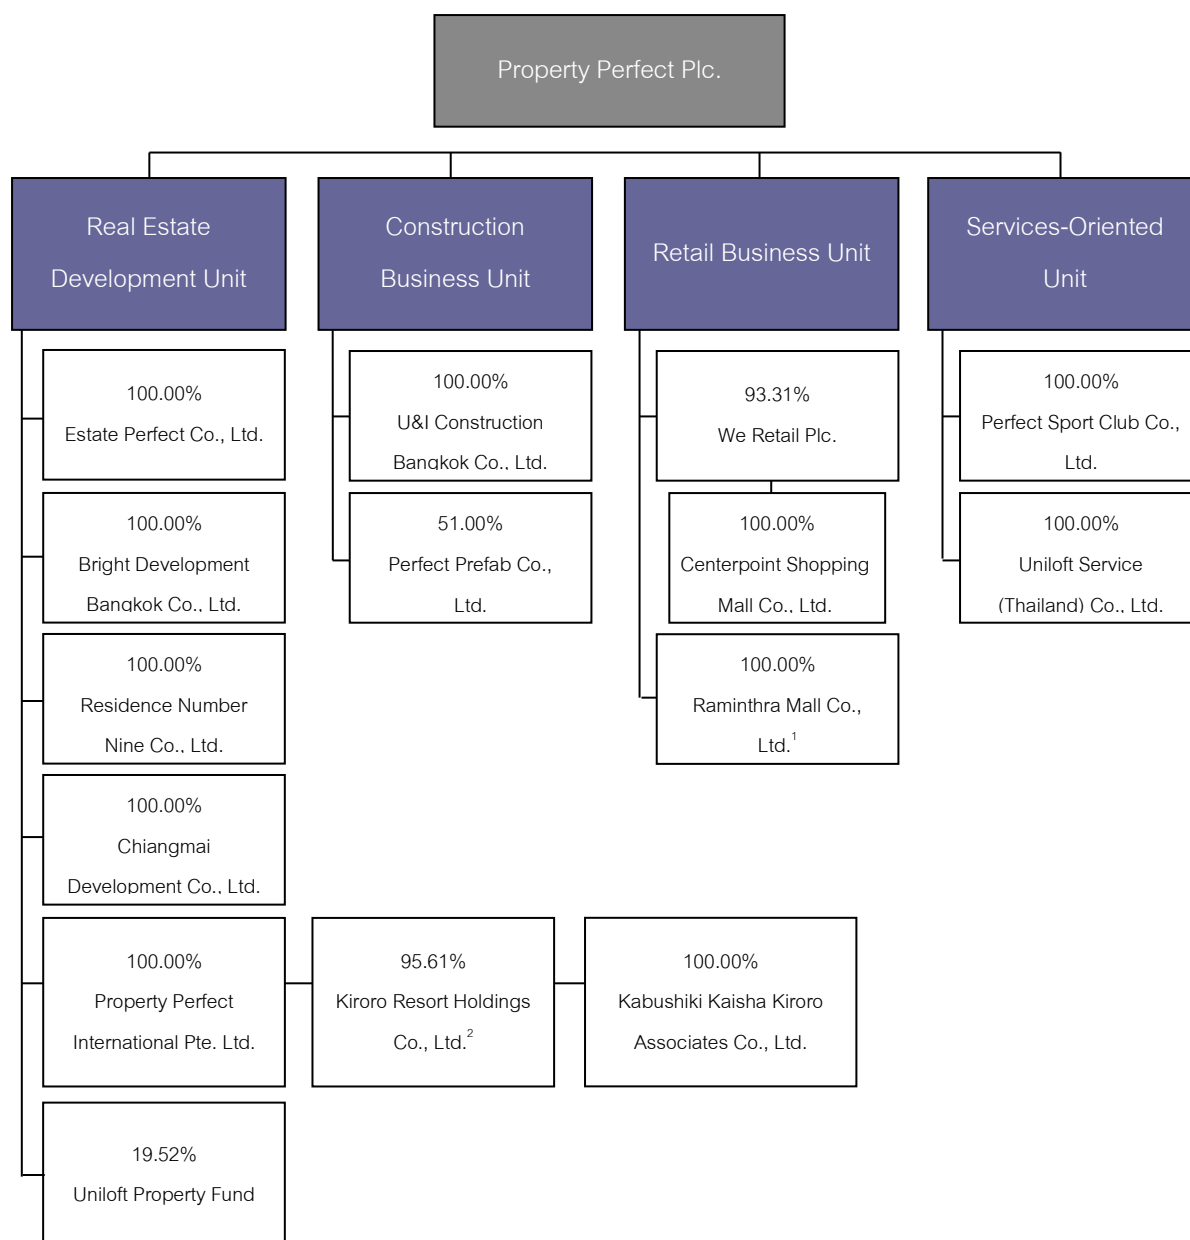 Property Perfect Plc.
Real Estate
Development Unit
Construction
Business Unit
Retail Business Unit
Services-Oriented
Unit
100.00%
Estate Perfect Co., Ltd.
100.00%
Bright Development
Bangkok Co., Ltd.
100.00%
Residence Number
Nine Co., Ltd.
100.00%
Chiangmai
Development Co., Ltd.
100.00%
Property Perfect
International Pte. Ltd.
95.61%
Kiroro Resort Holdings
Co., Ltd.²
100.00%
Kabushiki Kaisha Kiroro
Associates Co., Ltd.
19.52%
Uniloft Property Fund
100.00%
U&I Construction
Bangkok Co., Ltd.
51.00%
Perfect Prefab Co.,
Ltd.
93.31%
We Retail Plc.
100.00%
Centerpoint Shopping
Mall Co., Ltd.
100.00%
Raminthra Mall Co.,
Ltd.¹
100.00%
Perfect Sport Club Co.,
Ltd.
100.00%
Uniloft Service
(Thailand) Co., Ltd.